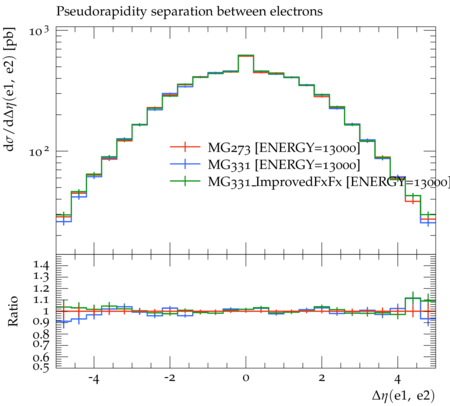 Pseudorapidity separation between electrons
dσ/dΔη(e1, e2) [pb]
10³
10²
MG273 [ENERGY=13000]
MG331 [ENERGY=13000]
MG331_ImprovedFxFx [ENERGY=13000]
Ratio
1.4
1.3
1.2
1.1
1
0.9
0.8
0.7
0.6
0.5
-4 -2 0 2 4
Δη(e1, e2)